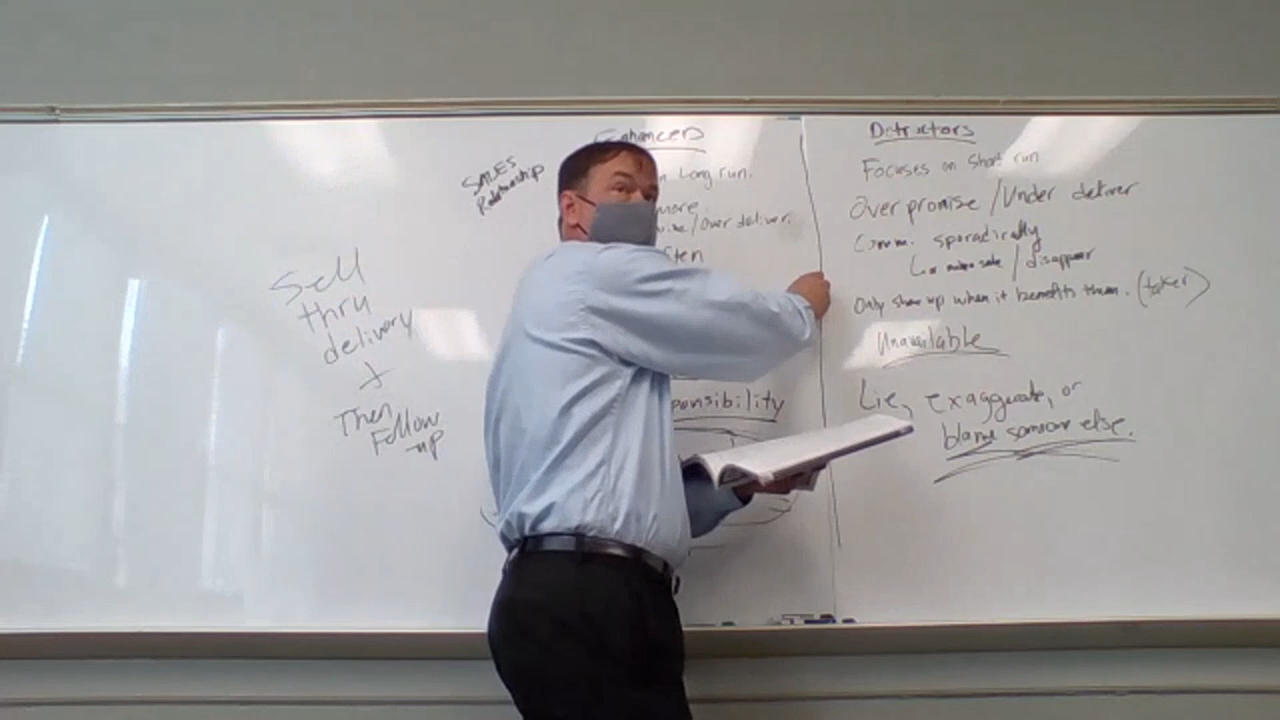 Sell
thru
delivery
+
Then
Follow
up
SALES
Relationship
Enhancers
Long run.
more
/Over deliver.
ften
ponsibility
Detractors
Focuses on Short run
Over promise / Under deliver
Comm. sporadically
/ disappear
Only show up when it benefits them. (taker)
Unavailable
Lie, exaggerate, or
blame someone else.